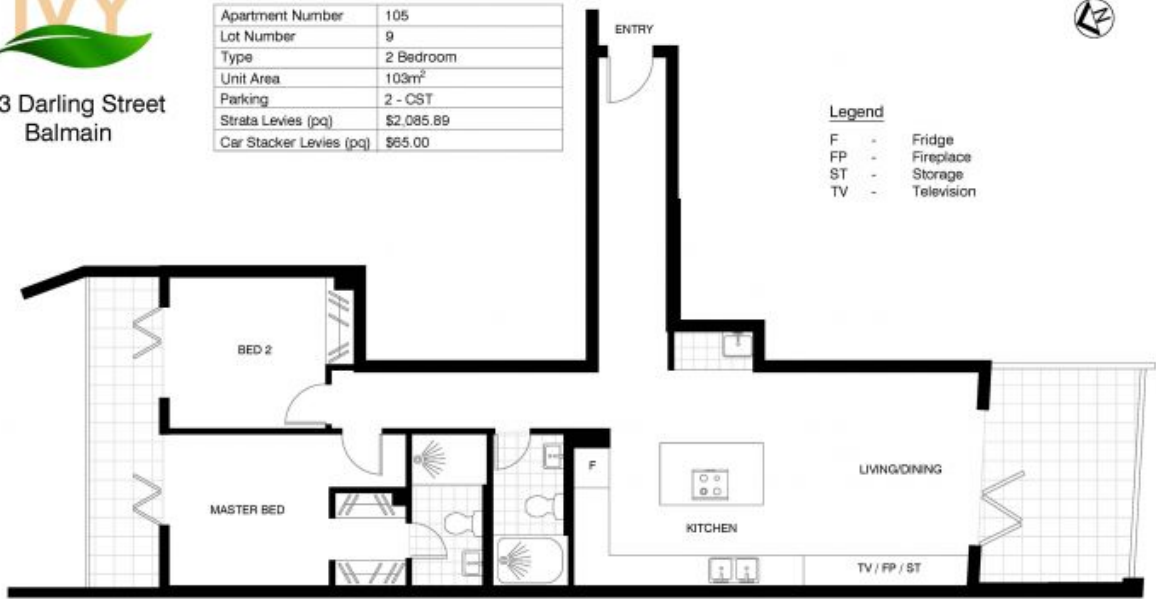 IVY
3 Darling Street
Balmain
Apartment Number 105
Lot Number 9
Type 2 Bedroom
Unit Area 103m²
Parking 2 - CST
Strata Levies (pq) $2,085.89
Car Stacker Levies (pq) $65.00
ENTRY
N
Legend
F - Fridge
FP - Fireplace
ST - Storage
TV - Television
BED 2
MASTER BED
F
KITCHEN
LIVING/DINING
TV / FP / ST